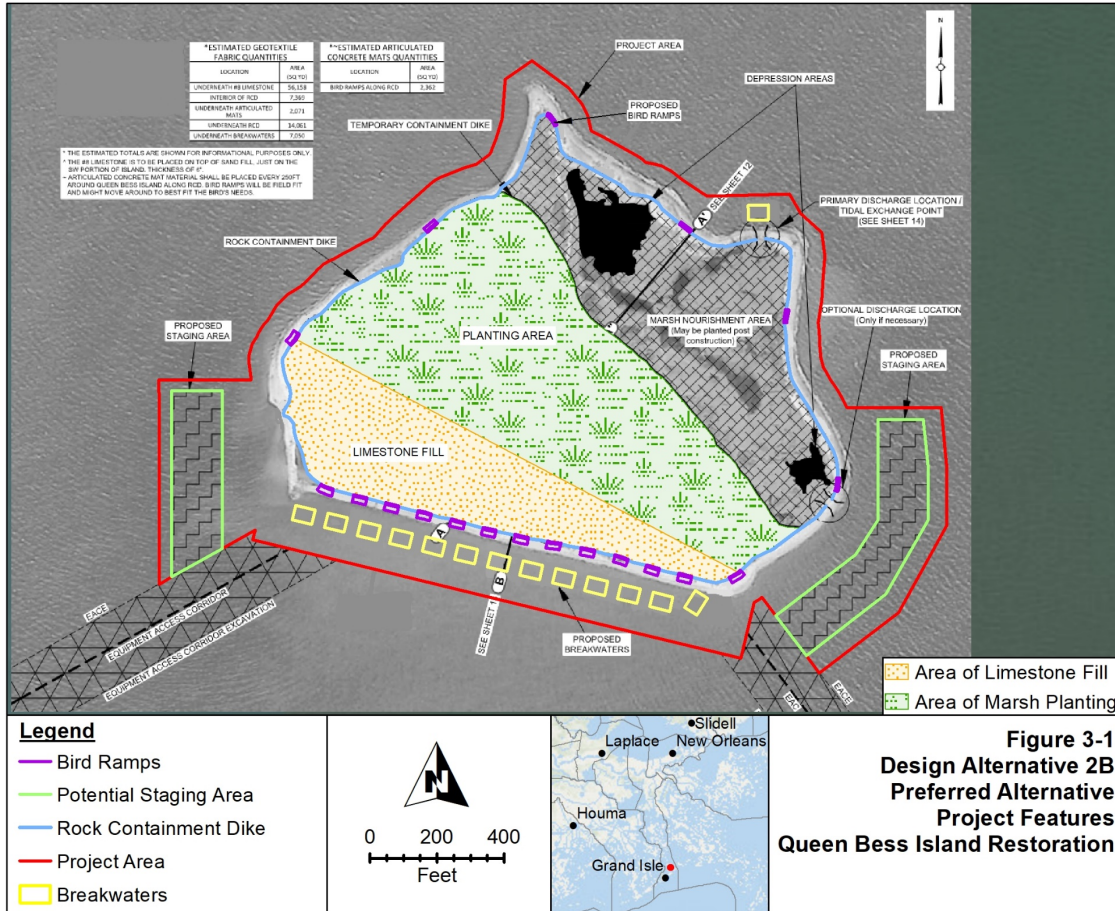 *ESTIMATED GEOTEXTILE
FABRIC QUANTITIES
LOCATION
AREA
(SQ YD)
UNDERNEATH #8 LIMESTONE 56,158
INTERIOR OF RCD 7,369
UNDERNEATH ARTICULATED
MATS
2,071
UNDERNEATH RCD 14,061
UNDERNEATH BREAKWATERS 7,050
*~ESTIMATED ARTICULATED
CONCRETE MATS QUANTITIES
LOCATION
AREA
(SQ YD)
BIRD RAMPS ALONG RCD 2,362
* THE ESTIMATED TOTALS ARE SHOWN FOR INFORMATIONAL PURPOSES ONLY.
^ THE #8 LIMESTONE IS TO BE PLACED ON TOP OF SAND FILL, JUST ON THE
SW PORTION OF ISLAND. THICKNESS OF 6".
~ ARTICULATED CONCRETE MAT MATERIAL SHALL BE PLACED EVERY 250FT
AROUND QUEEN BESS ISLAND ALONG RCD. BIRD RAMPS WILL BE FIELD FIT
AND MIGHT MOVE AROUND TO BEST FIT THE BIRD'S NEEDS.
PROJECT AREA
N
DEPRESSION AREAS
PROPOSED
BIRD RAMPS
TEMPORARY CONTAINMENT DIKE
A'
SEE SHEET 12
PRIMARY DISCHARGE LOCATION /
TIDAL EXCHANGE POINT
(SEE SHEET 14)
ROCK CONTAINMENT DIKE
OPTIONAL DISCHARGE LOCATION
(Only if necessary)
MARSH NOURISHMENT AREA
(May be planted post
construction)
PLANTING AREA
PROPOSED
STAGING AREA
PROPOSED
STAGING AREA
LIMESTONE FILL
A
B
SEE SHEET 1
PROPOSED
BREAKWATERS
EACE
EQUIPMENT ACCESS CORRIDOR
EQUIPMENT ACCESS CORRIDOR EXCAVATION
EACE
EAC
Area of Limestone Fill
Area of Marsh Planting
Legend
Bird Ramps
Potential Staging Area
Rock Containment Dike
Project Area
Breakwaters
N
0 200 400
Feet
Slidell
Laplace
New Orleans
Houma
Grand Isle
Figure 3-1
Design Alternative 2B
Preferred Alternative
Project Features
Queen Bess Island Restoration